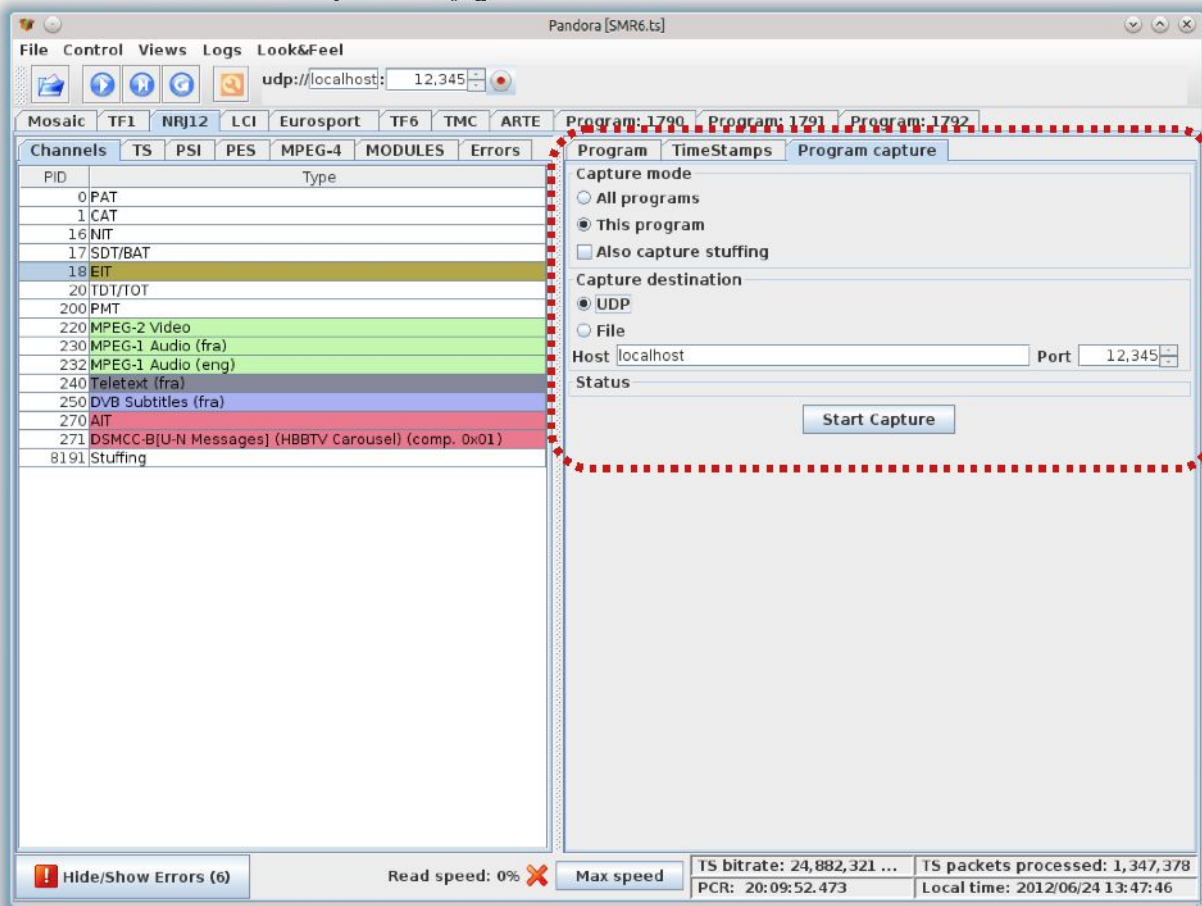 Pandora [SMR6.ts]
File Control Views Logs Look&Feel
udp://localhost: 12,345
Mosaic TF1 NRJ12 LCI Eurosport TF6 TMC ARTE Program: 1790 Program: 1791 Program: 1792
Channels TS PSI PES MPEG-4 MODULES Errors
PID Type
0 PAT
1 CAT
16 NIT
17 SDT/BAT
18 EIT
20 TDT/TOT
200 PMT
220 MPEG-2 Video
230 MPEG-1 Audio (fra)
232 MPEG-1 Audio (eng)
240 Teletext (fra)
250 DVB Subtitles (fra)
270 AIT
271 DSMCC-B[U-N Messages] (HBBTV Carousel) (comp. 0x01)
8191 Stuffing
Program TimeStamps Program capture
Capture mode
All programs
This program
Also capture stuffing
Capture destination
UDP
File
Host localhost Port 12,345
Status
Start Capture
Hide/Show Errors (6)
Read speed: 0%
Max speed
TS bitrate: 24,882,321 ... TS packets processed: 1,347,378
PCR: 20:09:52.473 Local time: 2012/06/24 13:47:46